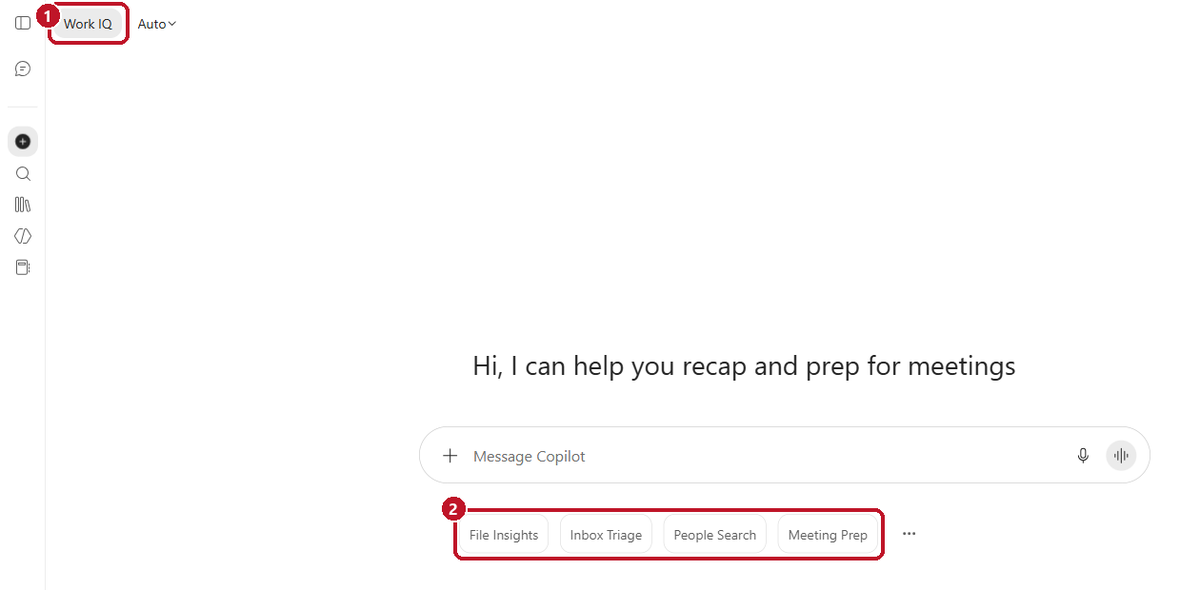 1
Work IQ Auto
Hi, I can help you recap and prep for meetings
Message Copilot
2
File Insights Inbox Triage People Search Meeting Prep ...